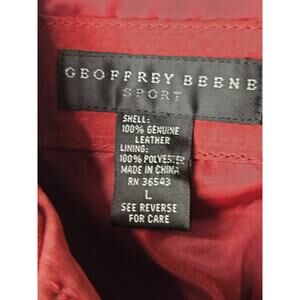 GEOFFREY BEENE
SPORT
SHELL:
100% GENUINE
LEATHER
LINING:
100% POLYESTER
MADE IN CHINA
RN 36543
L
SEE REVERSE
FOR CARE